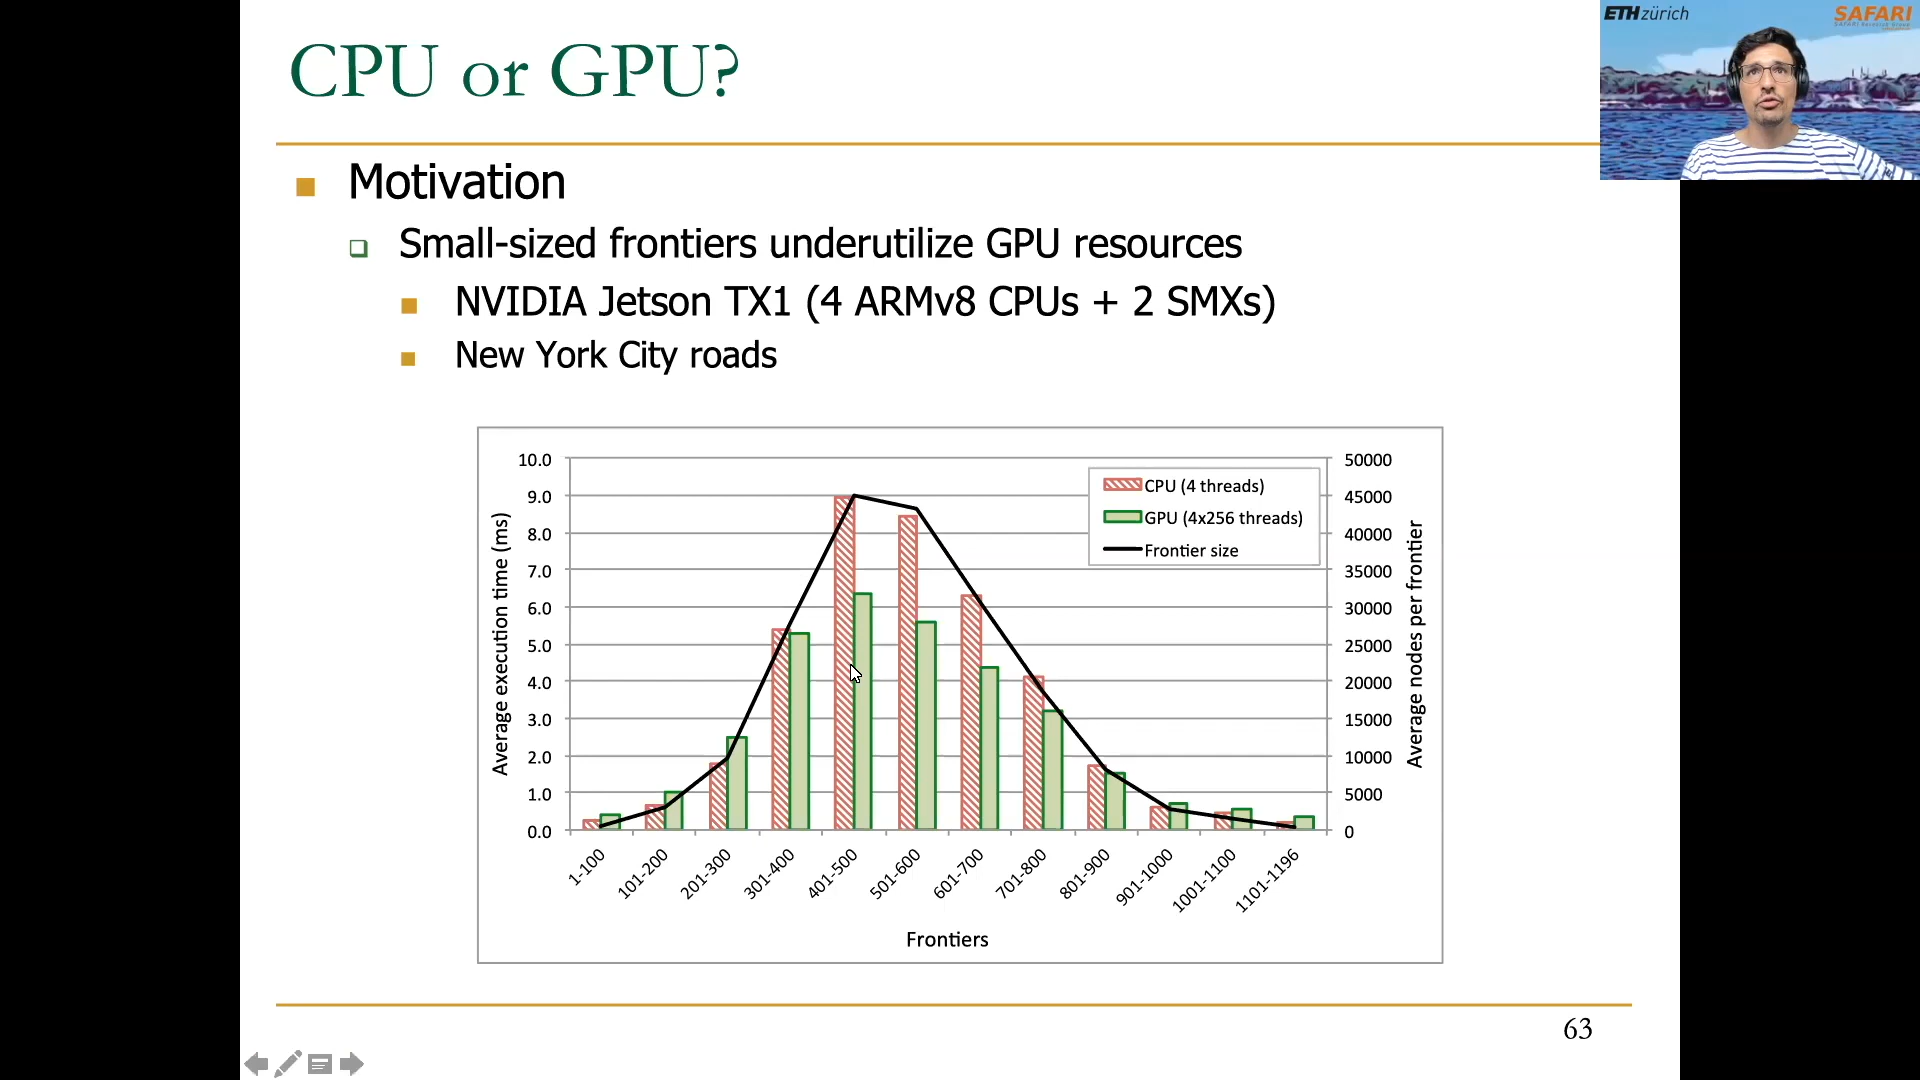 CPU or GPU?
ETH zürich
SAFARI
Motivation
Small-sized frontiers underutilize GPU resources
NVIDIA Jetson TX1 (4 ARMv8 CPUs + 2 SMXs)
New York City roads
Average execution time (ms)
10.0
9.0
8.0
7.0
6.0
5.0
4.0
3.0
2.0
1.0
0.0
CPU (4 threads)
GPU (4x256 threads)
Frontier size
50000
45000
40000
35000
30000
25000
20000
15000
10000
5000
0
Average nodes per frontier
1-100
101-200
201-300
301-400
401-500
501-600
601-700
701-800
801-900
901-1000
1001-1100
1101-1196
Frontiers
63